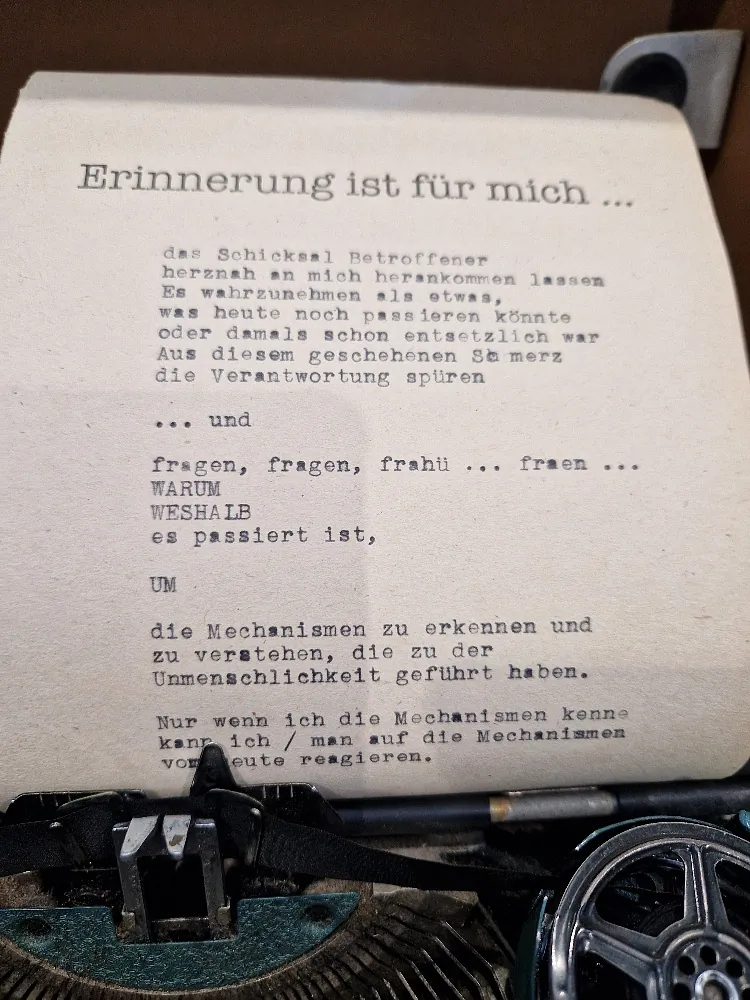 Erinnerung ist für mich ...
das Schicksal Betroffener
herznah an mich herankommen lassen
Es wahrzunehmen als etwas,
was heute noch passieren könnte
oder damals schon entsetzlich war
Aus diesem geschehenen Schmerz
die Verantwortung spüren
... und
fragen, fragen, frahü ... fraen ...
WARUM
WESHALB
es passiert ist,
UM
die Mechanismen zu erkennen und
zu verstehen, die zu der
Unmenschlichkeit geführt haben.
Nur wenn ich die Mechanismen kenne
kann ich / man auf die Mechanismen
von heute reagieren.